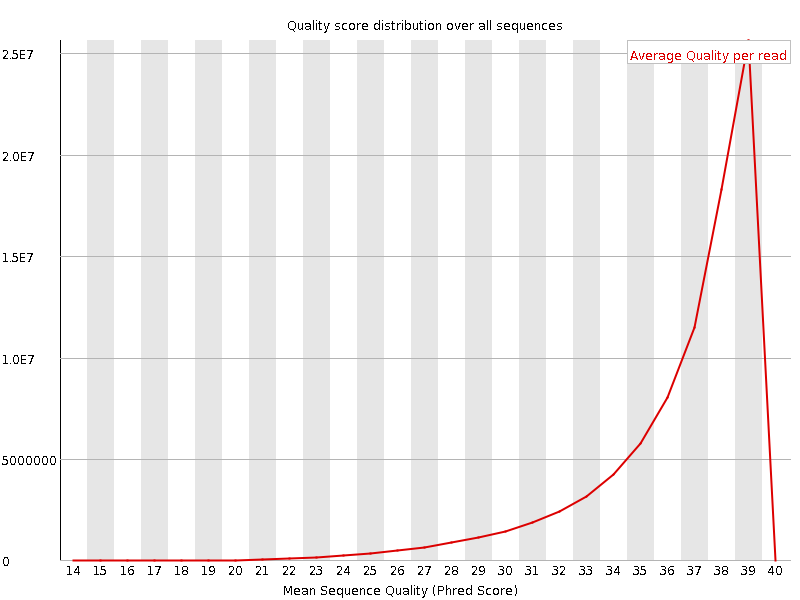 Quality score distribution over all sequences
Average Quality per read
2.5E7
2.0E7
1.5E7
1.0E7
5000000
0
14 15 16 17 18 19 20 21 22 23 24 25 26 27 28 29 30 31 32 33 34 35 36 37 38 39 40
Mean Sequence Quality (Phred Score)